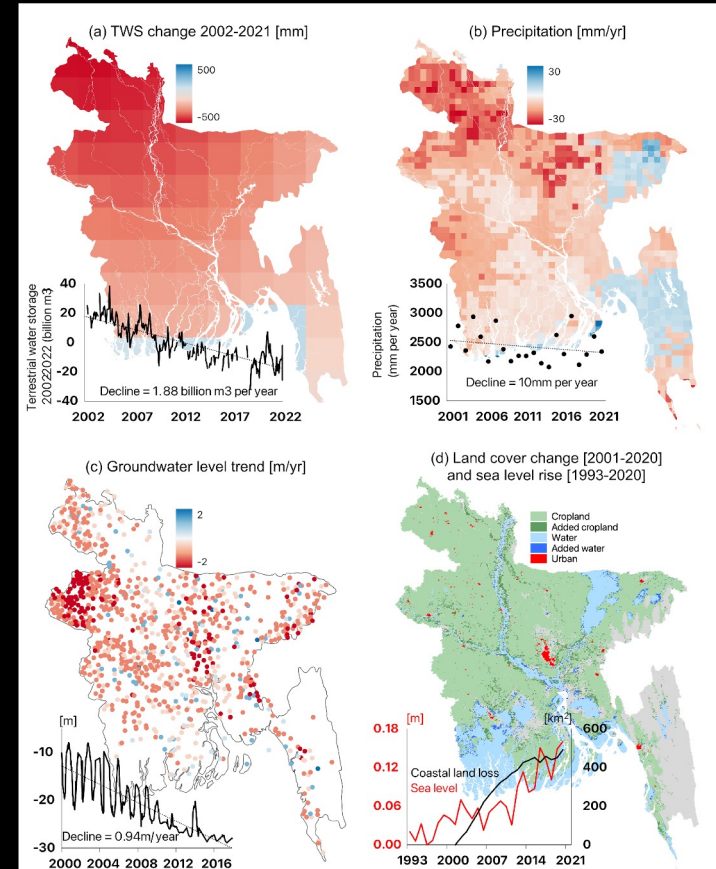 (a) TWS change 2002-2021 [mm]
500
-500
40
20
0
-20
-40
Terrestrial water storage
20022022 (billion m3)
Decline = 1.88 billion m3 per year
2002 2007 2012 2017 2022
(b) Precipitation [mm/yr]
30
-30
3500
3000
2500
2000
1500
Precipitation
(mm per year)
Decline = 10mm per year
2001 2006 2011 2016 2021
(c) Groundwater level trend [m/yr]
2
-2
[m]
-10
-20
-30
Decline = 0.94m/year
2000 2004 2008 2012 2016
(d) Land cover change [2001-2020]
and sea level rise [1993-2020]
Cropland
Added cropland
Water
Added water
Urban
[m]
[km2]
0.18
0.12
0.06
0.00
600
400
200
0
Coastal land loss
Sea level
1993 2000 2007 2014 2021